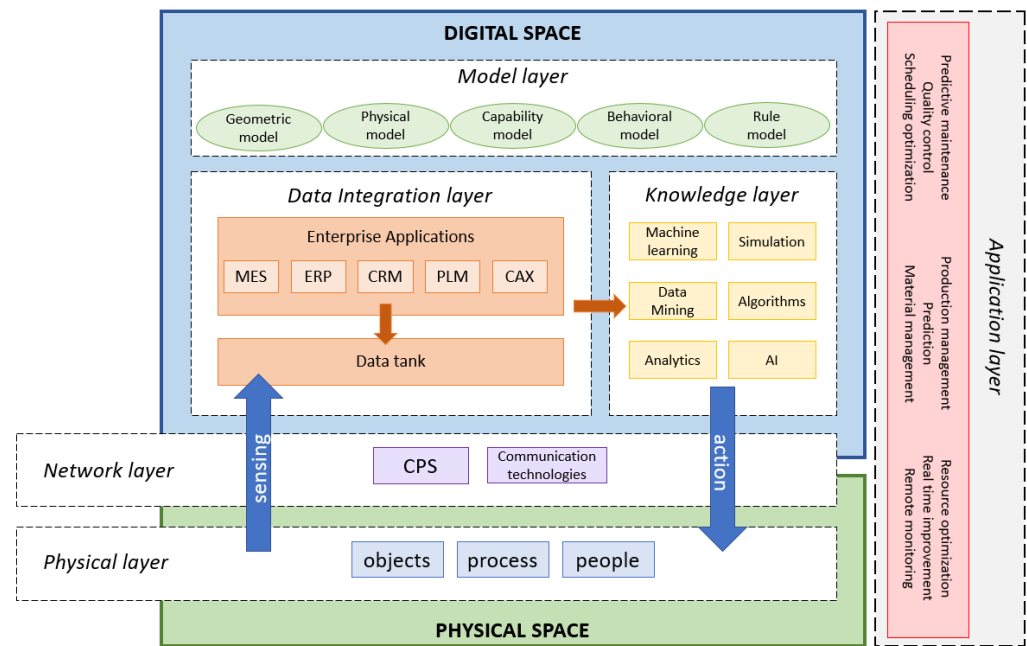 DIGITAL SPACE
Model layer
Geometric
model
Physical
model
Capability
model
Behavioral
model
Rule
model
Data Integration layer
Enterprise Applications
MES
ERP
CRM
PLM
CAX
Data tank
Knowledge layer
Machine
learning
Simulation
Data
Mining
Algorithms
Analytics
AI
sensing
action
Network layer
CPS
Communication
technologies
Physical layer
objects
process
people
PHYSICAL SPACE
Application layer
Predictive maintenance
Quality control
Scheduling optimization
Production management
Prediction
Material management
Resource optimization
Real time improvement
Remote monitoring